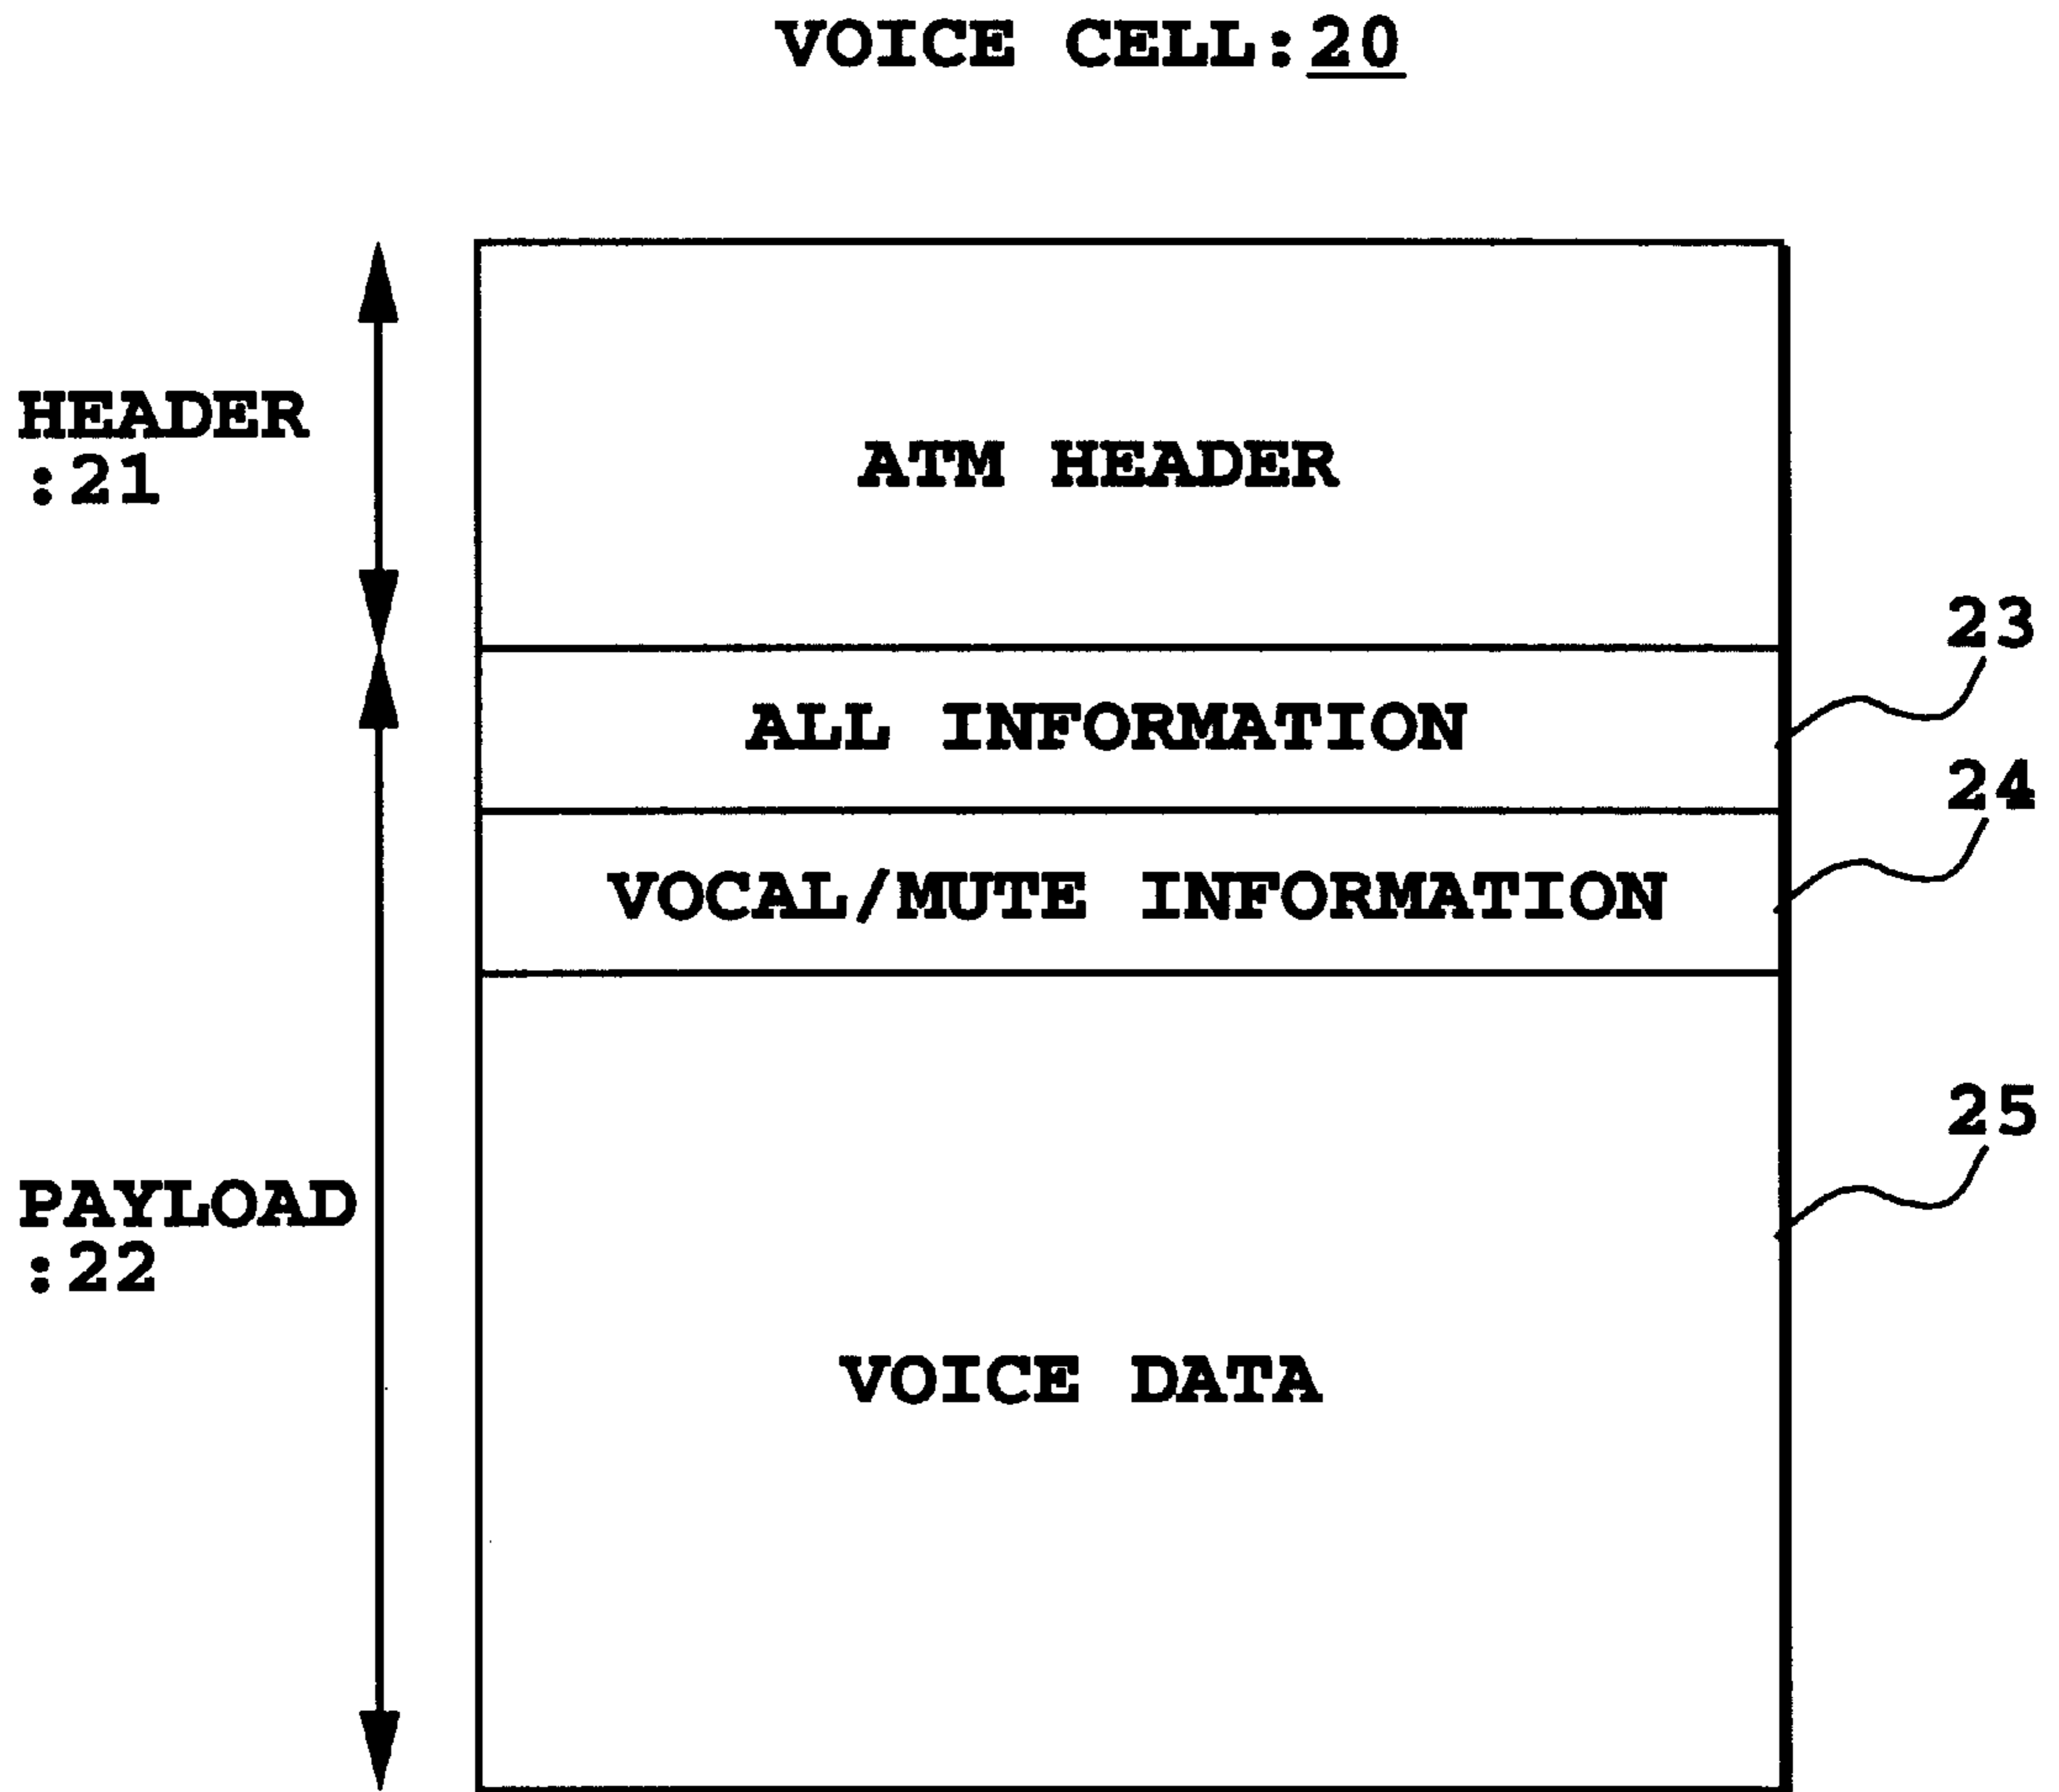 VOICE CELL:20
HEADER
:21
ATM HEADER
23
ALL INFORMATION
24
VOCAL/MUTE INFORMATION
25
PAYLOAD
:22
VOICE DATA